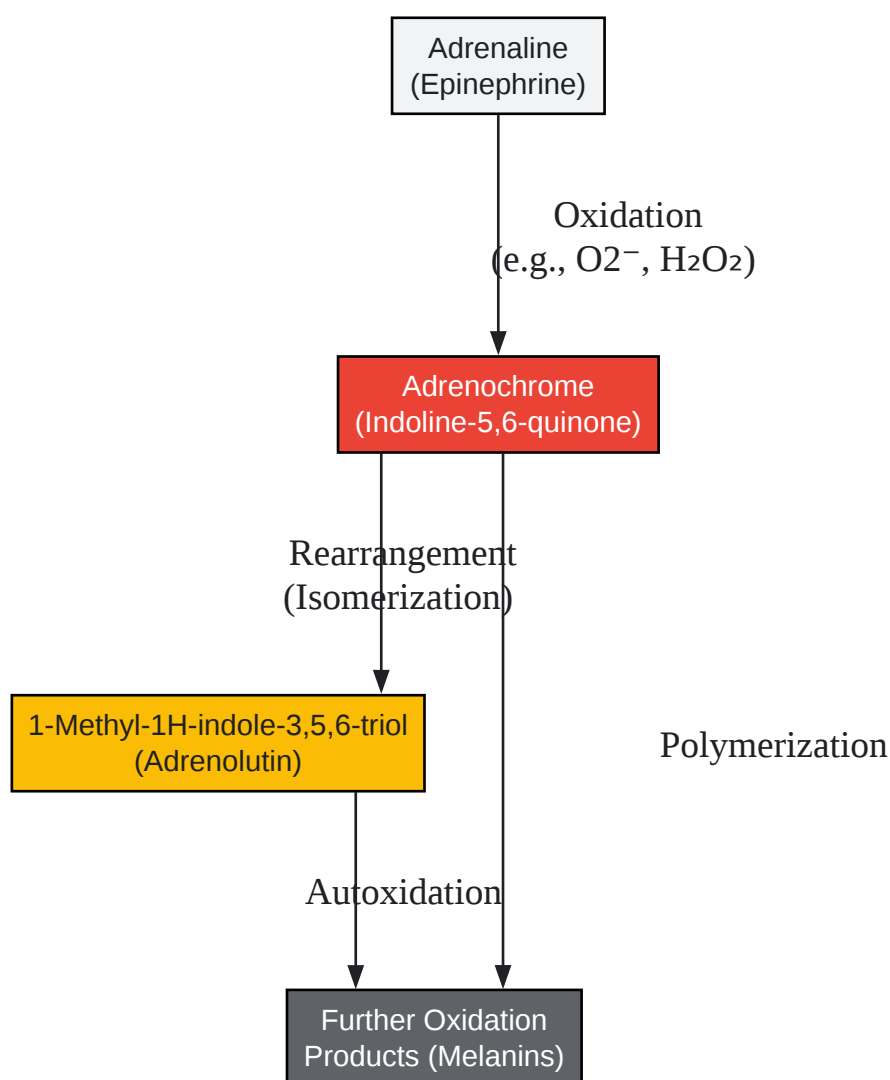 Adrenaline
(Epinephrine)
Oxidation
(e.g., O2⁻, H₂O₂)
Adrenochrome
(Indoline-5,6-quinone)
Rearrangement
(Isomerization)
1-Methyl-1H-indole-3,5,6-triol
(Adrenolutin)
Polymerization
Autoxidation
Further Oxidation
Products (Melanins)